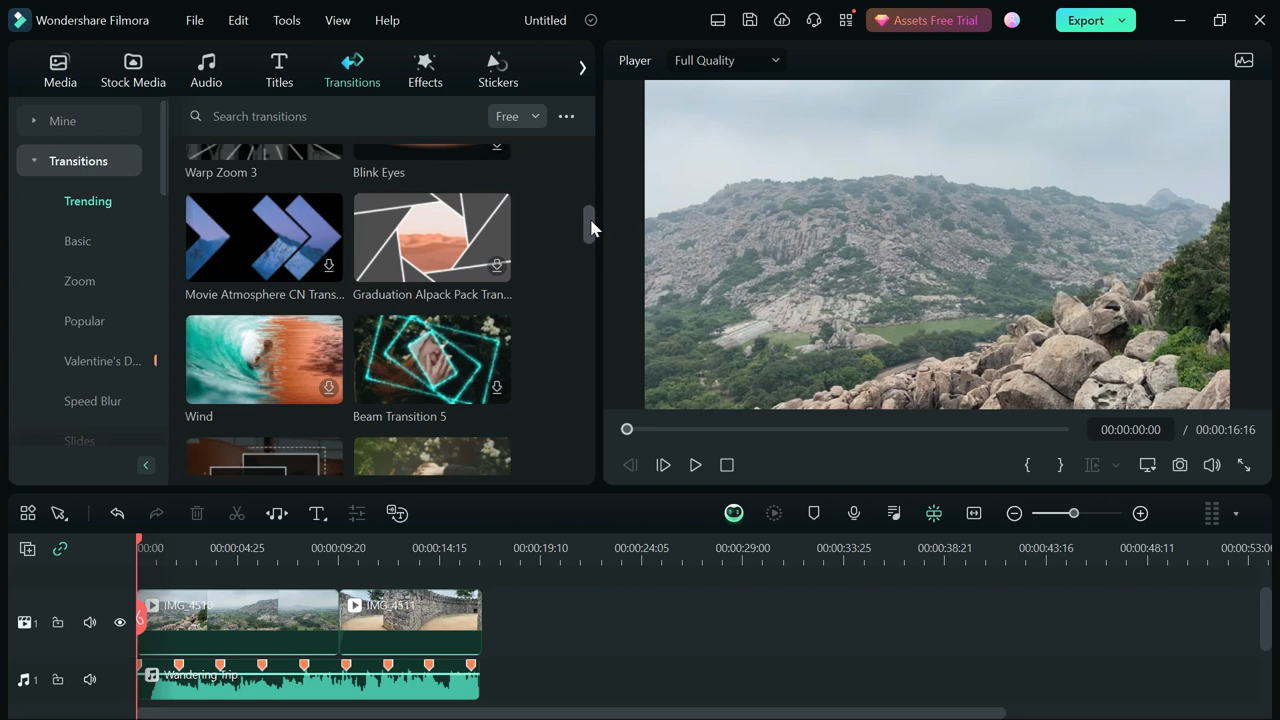 Wondershare Filmora File Edit Tools View Help Untitled Assets Free Trial Export
Media Stock Media Audio Titles Transitions Effects Stickers
Player Full Quality
Mine
Search transitions Free
Transitions
Trending
Basic
Zoom
Popular
Valentine's D...
Speed Blur
Slides
Warp Zoom 3 Blink Eyes
Movie Atmosphere CN Trans... Graduation Alpack Pack Tran...
Wind Beam Transition 5
00:00:00:00 / 00:00:16:16
00:00 00:00:04:25 00:00:09:20 00:00:14:15 00:00:19:10 00:00:24:05 00:00:29:00 00:00:33:25 00:00:38:21 00:00:43:16 00:00:48:11 00:00:53:0
IMG_4510 IMG_4511
1
Wandering Trip
1